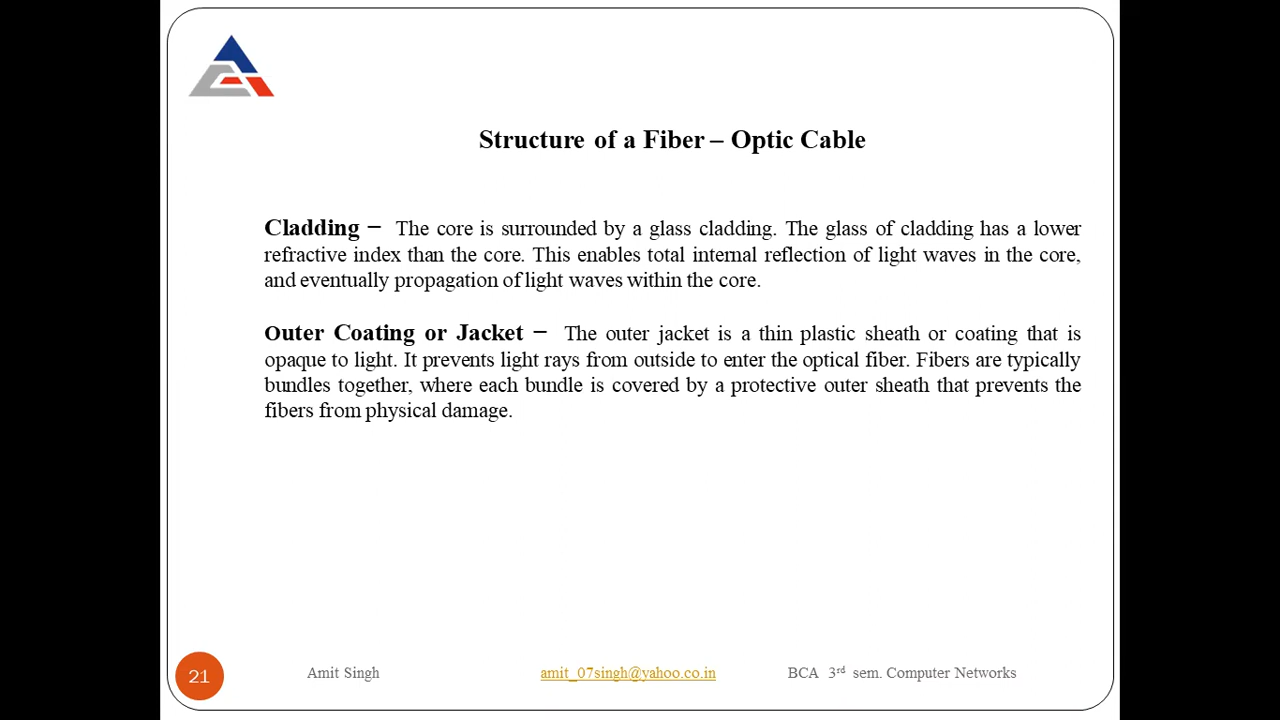 Structure of a Fiber – Optic Cable
Cladding – The core is surrounded by a glass cladding. The glass of cladding has a lower
refractive index than the core. This enables total internal reflection of light waves in the core,
and eventually propagation of light waves within the core.
Outer Coating or Jacket – The outer jacket is a thin plastic sheath or coating that is
opaque to light. It prevents light rays from outside to enter the optical fiber. Fibers are typically
bundles together, where each bundle is covered by a protective outer sheath that prevents the
fibers from physical damage.
21 Amit Singh amit_07singh@yahoo.co.in BCA 3rd sem. Computer Networks